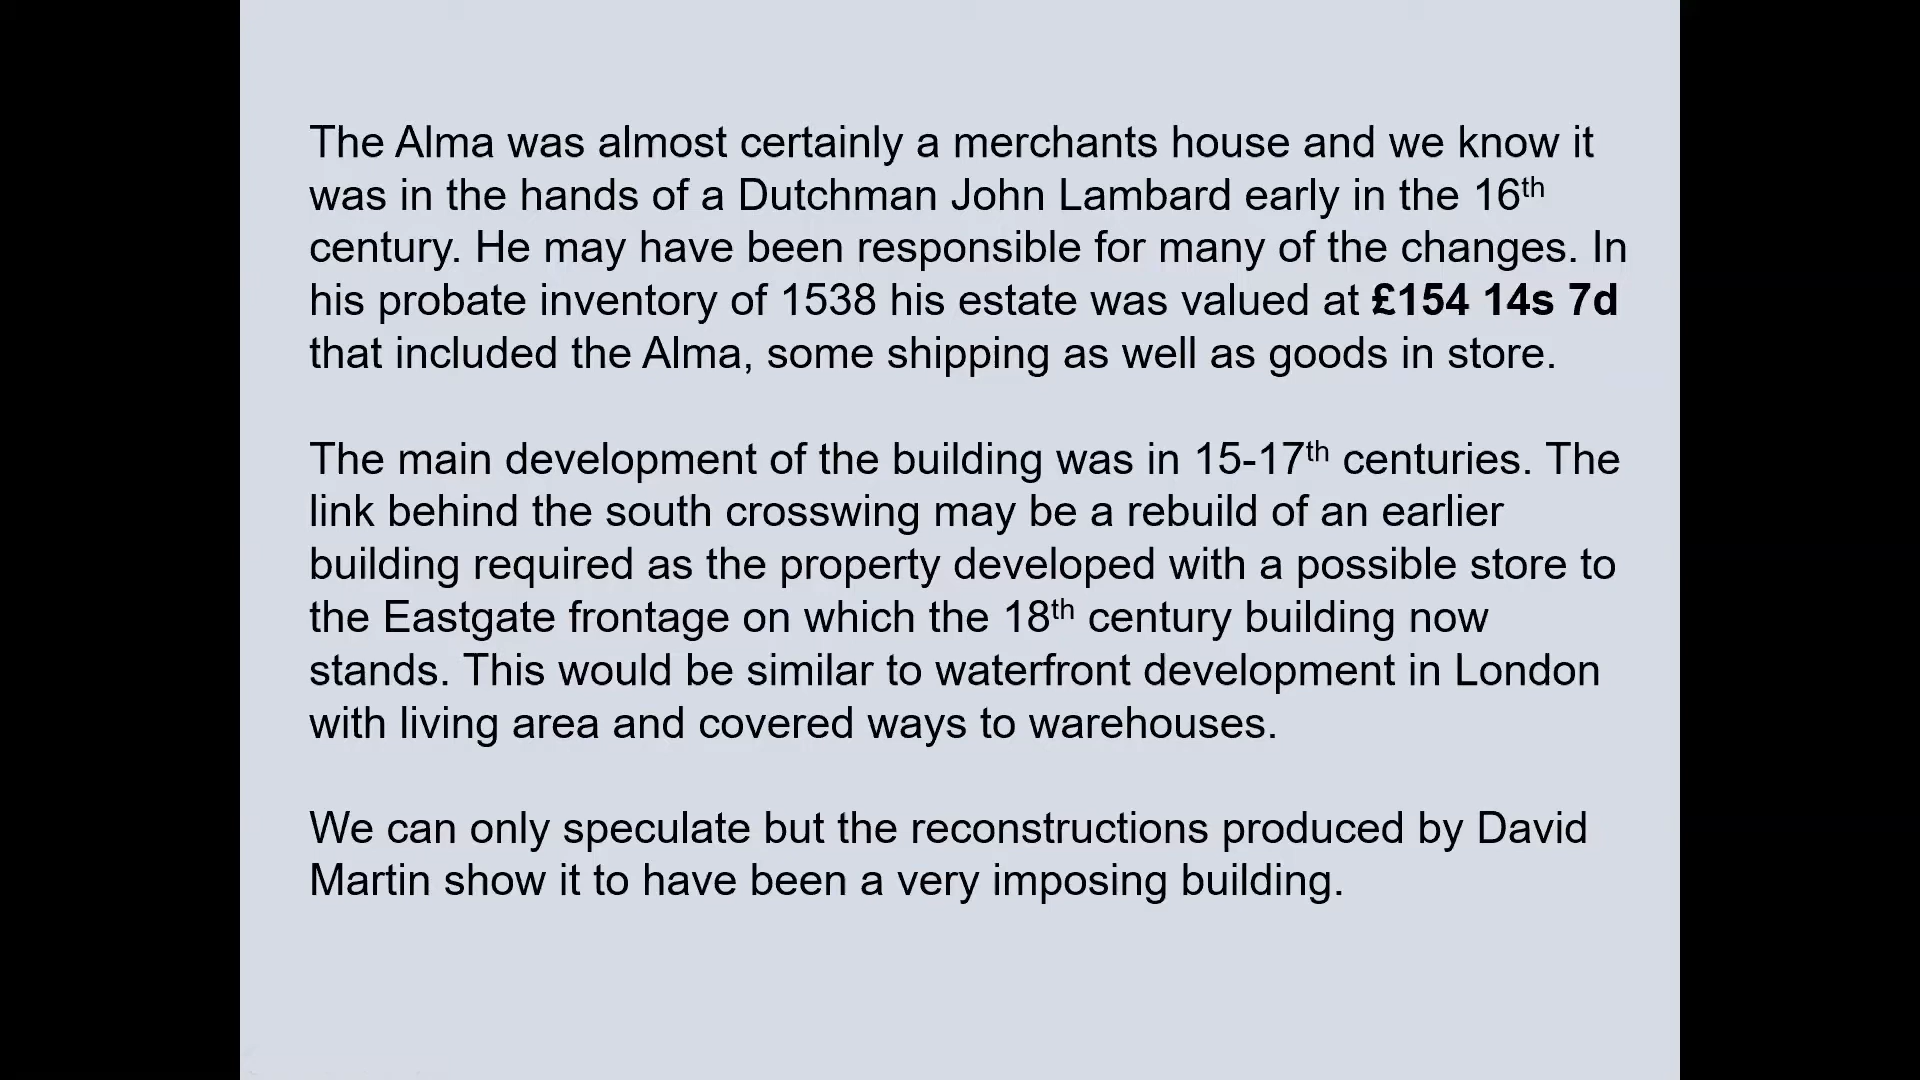 The Alma was almost certainly a merchants house and we know it
was in the hands of a Dutchman John Lambard early in the 16th
century. He may have been responsible for many of the changes. In
his probate inventory of 1538 his estate was valued at £154 14s 7d
that included the Alma, some shipping as well as goods in store.
The main development of the building was in 15-17th centuries. The
link behind the south crosswing may be a rebuild of an earlier
building required as the property developed with a possible store to
the Eastgate frontage on which the 18th century building now
stands. This would be similar to waterfront development in London
with living area and covered ways to warehouses.
We can only speculate but the reconstructions produced by David
Martin show it to have been a very imposing building.